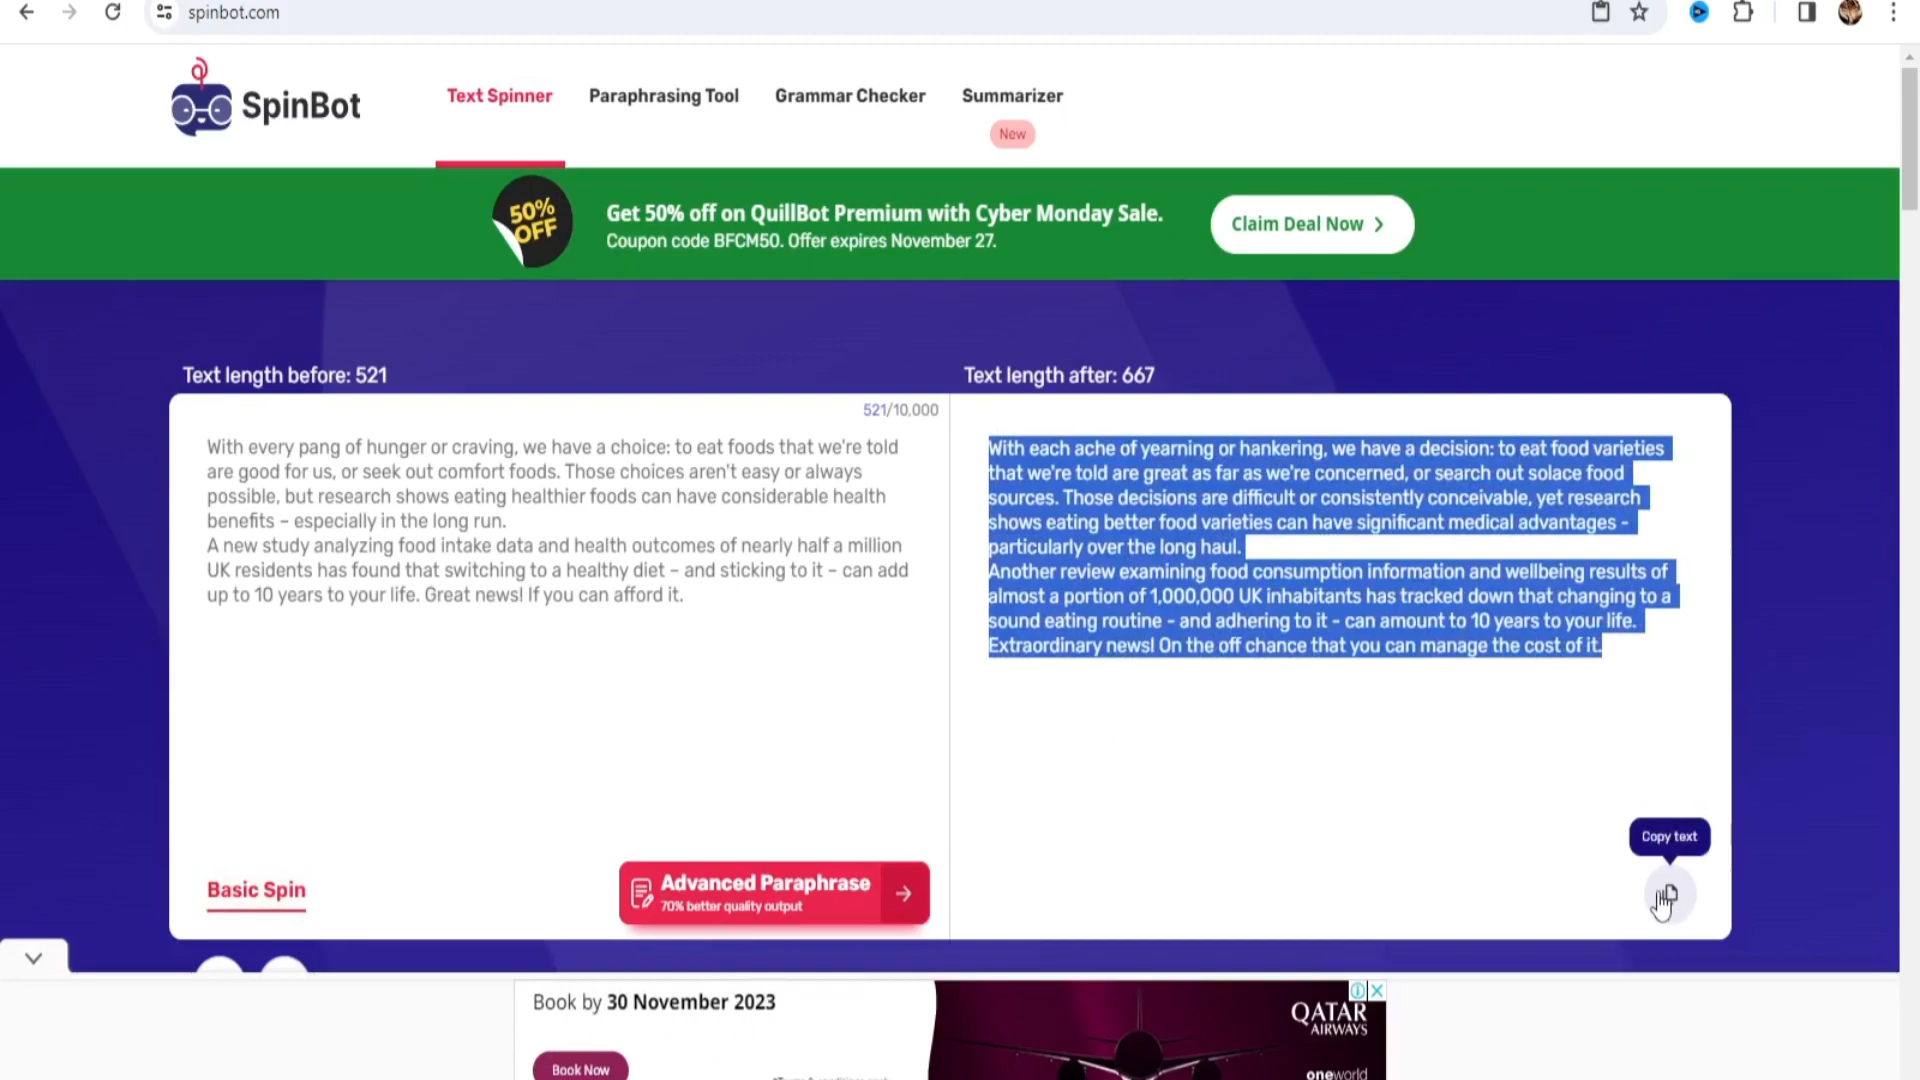 spinbot.com
SpinBot
Text Spinner
Paraphrasing Tool
Grammar Checker
Summarizer
New
50%
OFF
Get 50% off on QuillBot Premium with Cyber Monday Sale.
Coupon code BFCM50. Offer expires November 27.
Claim Deal Now
Text length before: 521
Text length after: 667
521/10,000
With every pang of hunger or craving, we have a choice: to eat foods that we're told
are good for us, or seek out comfort foods. Those choices aren't easy or always
possible, but research shows eating healthier foods can have considerable health
benefits – especially in the long run.
A new study analyzing food intake data and health outcomes of nearly half a million
UK residents has found that switching to a healthy diet – and sticking to it – can add
up to 10 years to your life. Great news! If you can afford it.
With each ache of yearning or hankering, we have a decision: to eat food varieties
that we're told are great as far as we're concerned, or search out solace food
sources. Those decisions are difficult or consistently conceivable, yet research
shows eating better food varieties can have significant medical advantages -
particularly over the long haul.
Another review examining food consumption information and wellbeing results of
almost a portion of 1,000,000 UK inhabitants has tracked down that changing to a
sound eating routine - and adhering to it - can amount to 10 years to your life.
Extraordinary news! On the off chance that you can manage the cost of it.
Copy text
Basic Spin
Advanced Paraphrase
70% better quality output
Book by 30 November 2023
QATAR
AIRWAYS
Book Now
oneworld